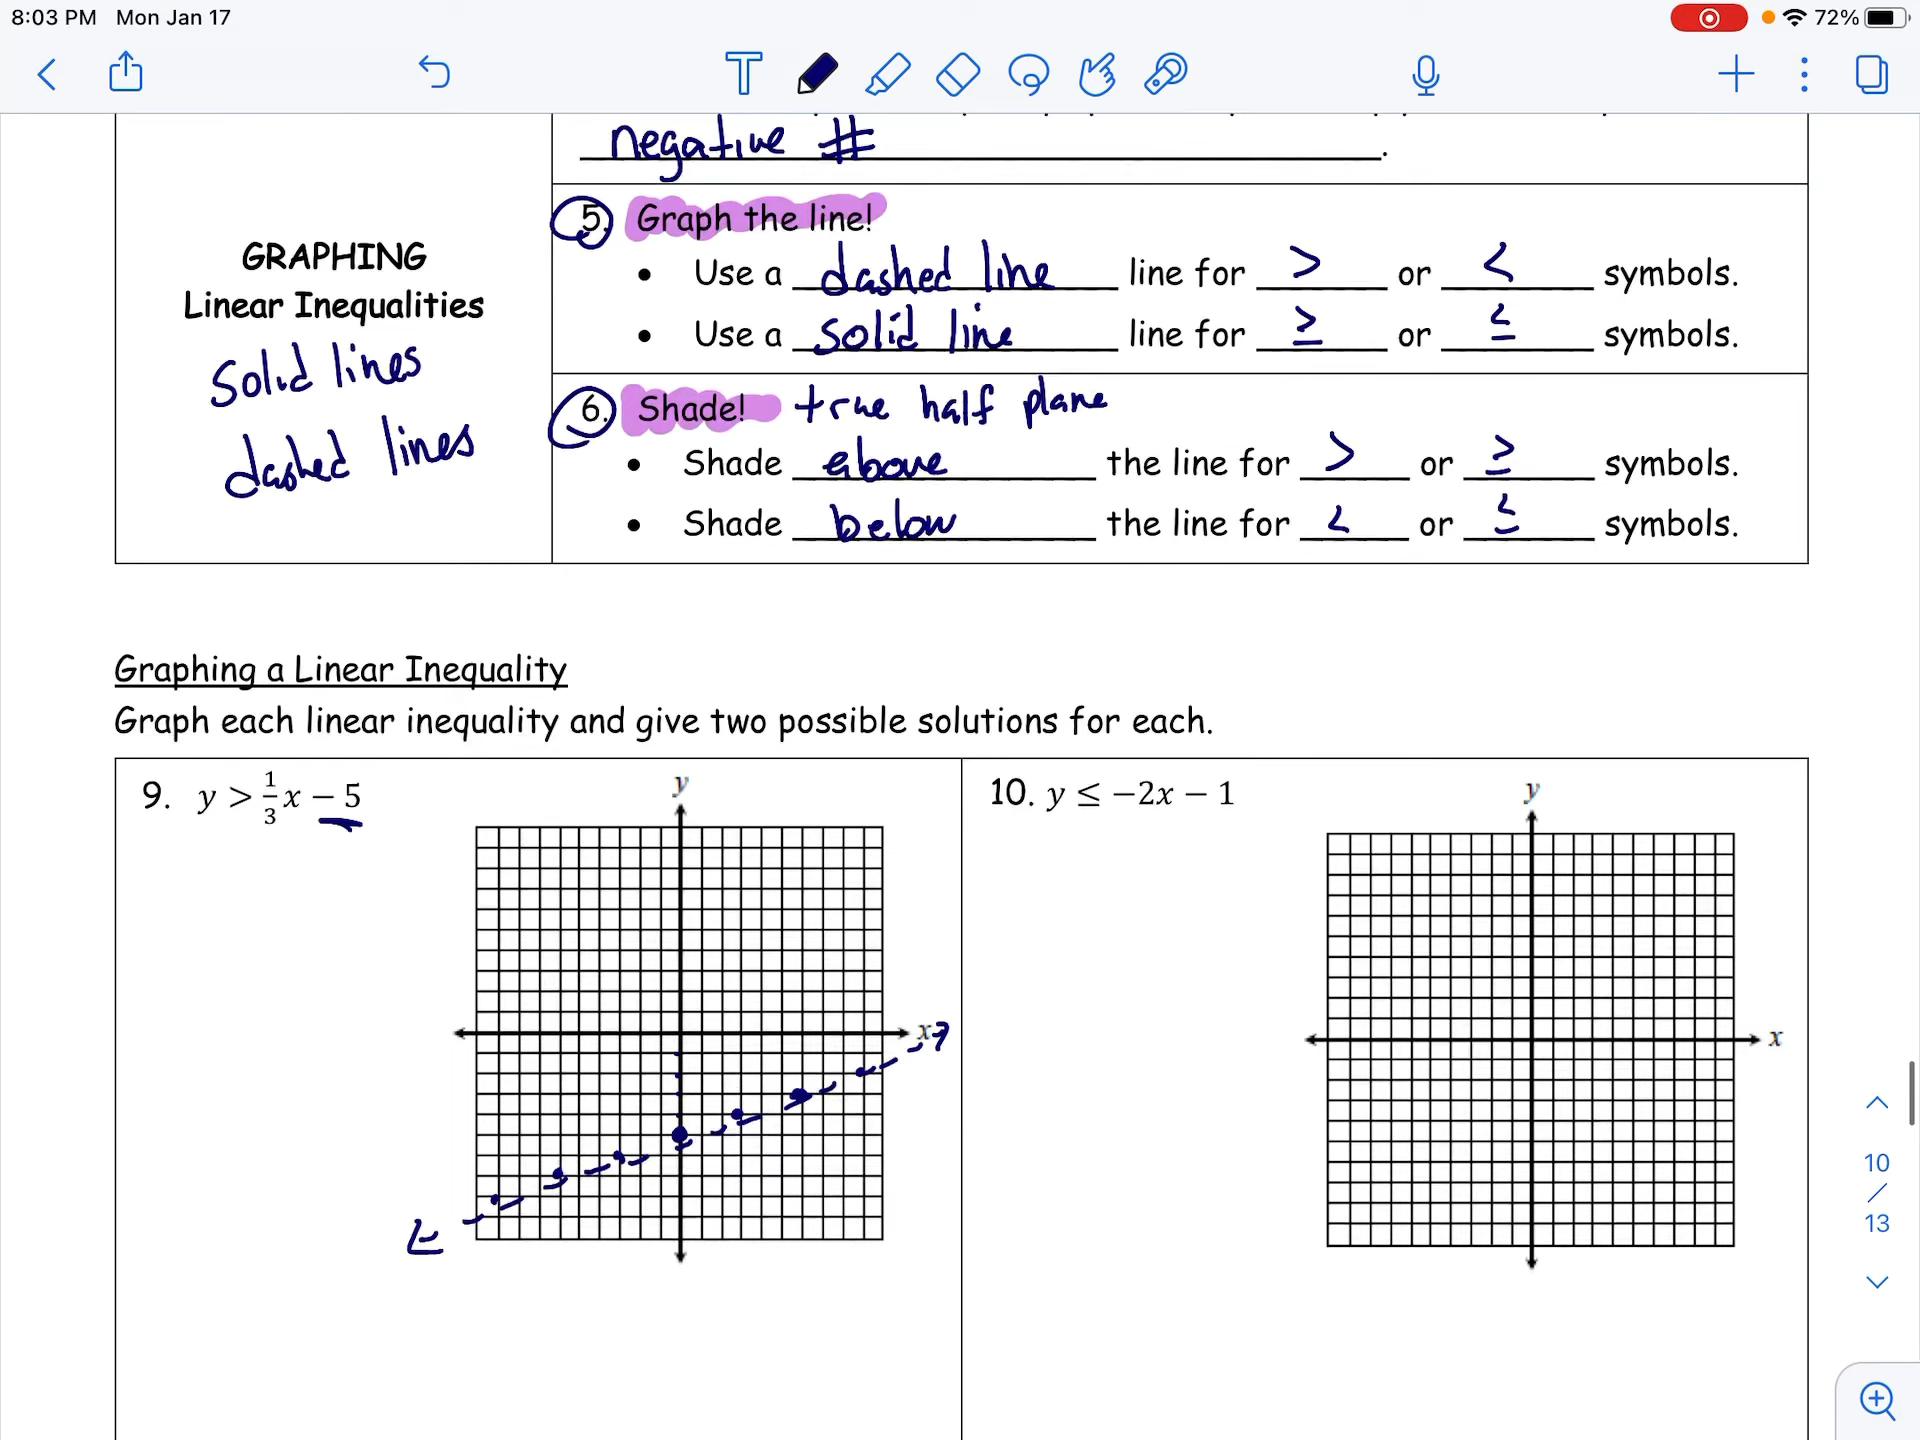 8:03 PM Mon Jan 17
72%
negative #.
GRAPHING
Linear Inequalities
Solid lines
dashed lines
5. Graph the line!
• Use a dashed line line for > or < symbols.
• Use a solid line line for ≥ or ≤ symbols.
6. Shade! true half plane
• Shade above the line for > or ≥ symbols.
• Shade below the line for < or ≤ symbols.
Graphing a Linear Inequality
Graph each linear inequality and give two possible solutions for each.
9. y > 1/3 x − 5
y
x
10. y ≤ −2x − 1
y
x
10
/
13